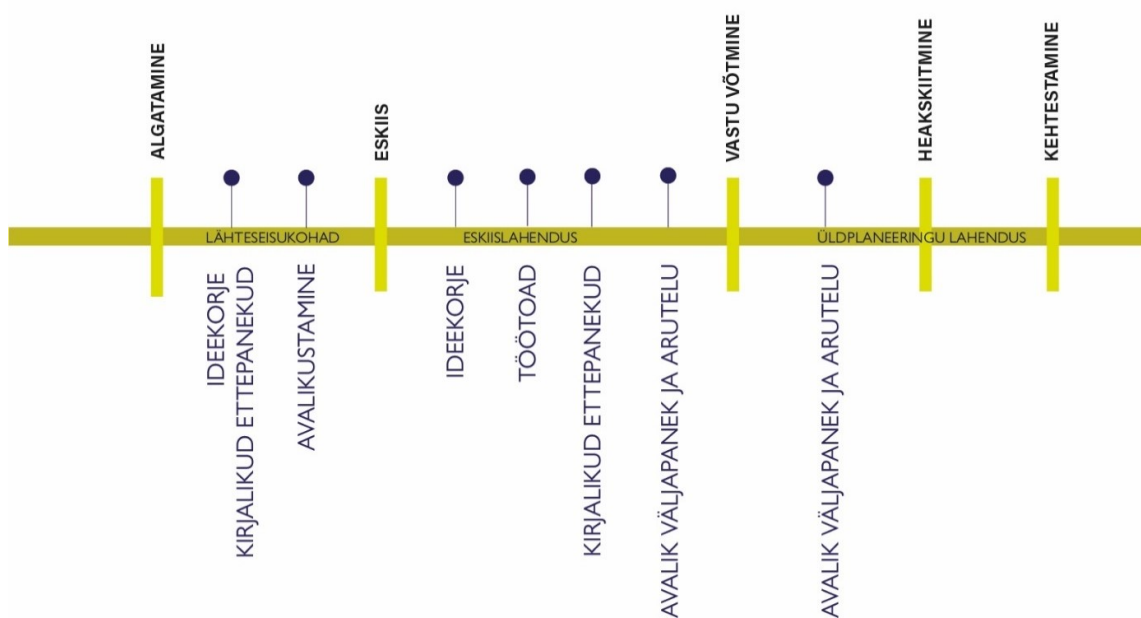 ALGATAMINE
ESKIIS
VASTU VÕTMINE
HEAKSKIITMINE
KEHTESTAMINE
LÄHTESEISUKOHAD
ESKIISLAHENDUS
ÜLDPLANEERINGU LAHENDUS
IDEEKORJE
KIRJALIKUD ETTEPANEKUD
AVALIKUSTAMINE
IDEEKORJE
TÖÖTOAD
KIRJALIKUD ETTEPANEKUD
AVALIK VÄLJAPANEK JA ARUTELU
AVALIK VÄLJAPANEK JA ARUTELU